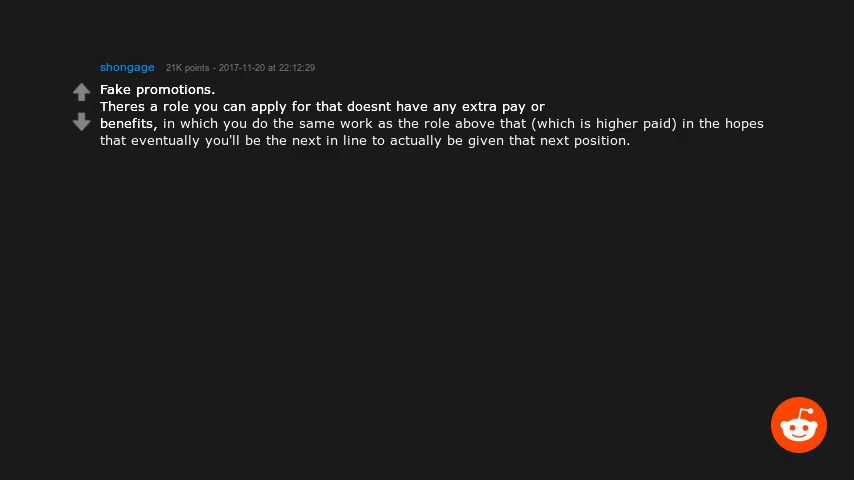 shongage 21K points - 2017-11-20 at 22:12:29
Fake promotions.
Theres a role you can apply for that doesnt have any extra pay or
benefits, in which you do the same work as the role above that (which is higher paid) in the hopes
that eventually you'll be the next in line to actually be given that next position.